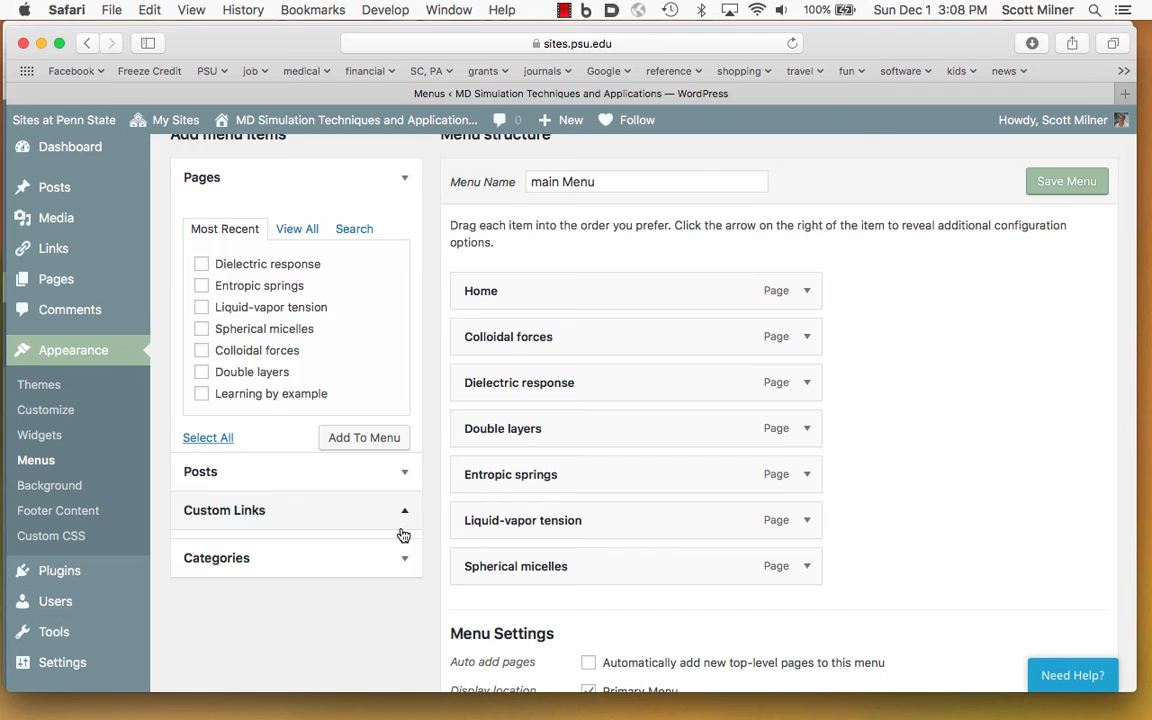 Safari File Edit View History Bookmarks Develop Window Help 100% Sun Dec 1 3:08 PM Scott Milner
sites.psu.edu
Facebook Freeze Credit PSU job medical financial SC, PA grants journals Google reference shopping travel fun software kids news >>
Menus ‹ MD Simulation Techniques and Applications — WordPress +
Sites at Penn State My Sites MD Simulation Techniques and Application... 0 + New Follow Howdy, Scott Milner
Dashboard
Posts
Media
Links
Pages
Comments
Appearance
Themes
Customize
Widgets
Menus
Background
Footer Content
Custom CSS
Plugins
Users
Tools
Settings
Add menu items
Pages
Most Recent View All Search
Dielectric response
Entropic springs
Liquid-vapor tension
Spherical micelles
Colloidal forces
Double layers
Learning by example
Select All Add To Menu
Posts
Custom Links
Categories
Menu structure
Menu Name main Menu Save Menu
Drag each item into the order you prefer. Click the arrow on the right of the item to reveal additional configuration
options.
Home Page
Colloidal forces Page
Dielectric response Page
Double layers Page
Entropic springs Page
Liquid-vapor tension Page
Spherical micelles Page
Menu Settings
Auto add pages Automatically add new top-level pages to this menu
Display location Primary Menu
Need Help?